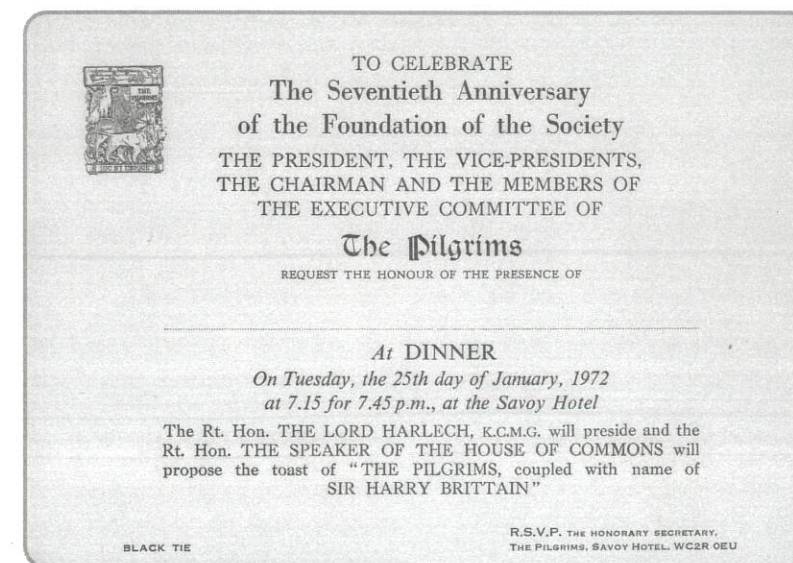 TO CELEBRATE
The Seventieth Anniversary
of the Foundation of the Society
THE PRESIDENT, THE VICE-PRESIDENTS,
THE CHAIRMAN AND THE MEMBERS OF
THE EXECUTIVE COMMITTEE OF
The Pilgrims
REQUEST THE HONOUR OF THE PRESENCE OF
At DINNER
On Tuesday, the 25th day of January, 1972
at 7.15 for 7.45 p.m., at the Savoy Hotel
The Rt. Hon. THE LORD HARLECH, K.C.M.G. will preside and the
Rt. Hon. THE SPEAKER OF THE HOUSE OF COMMONS will
propose the toast of “THE PILGRIMS, coupled with name of
SIR HARRY BRITTAIN”
BLACK TIE
R.S.V.P. THE HONORARY SECRETARY,
THE PILGRIMS, SAVOY HOTEL, WC2R 0EU